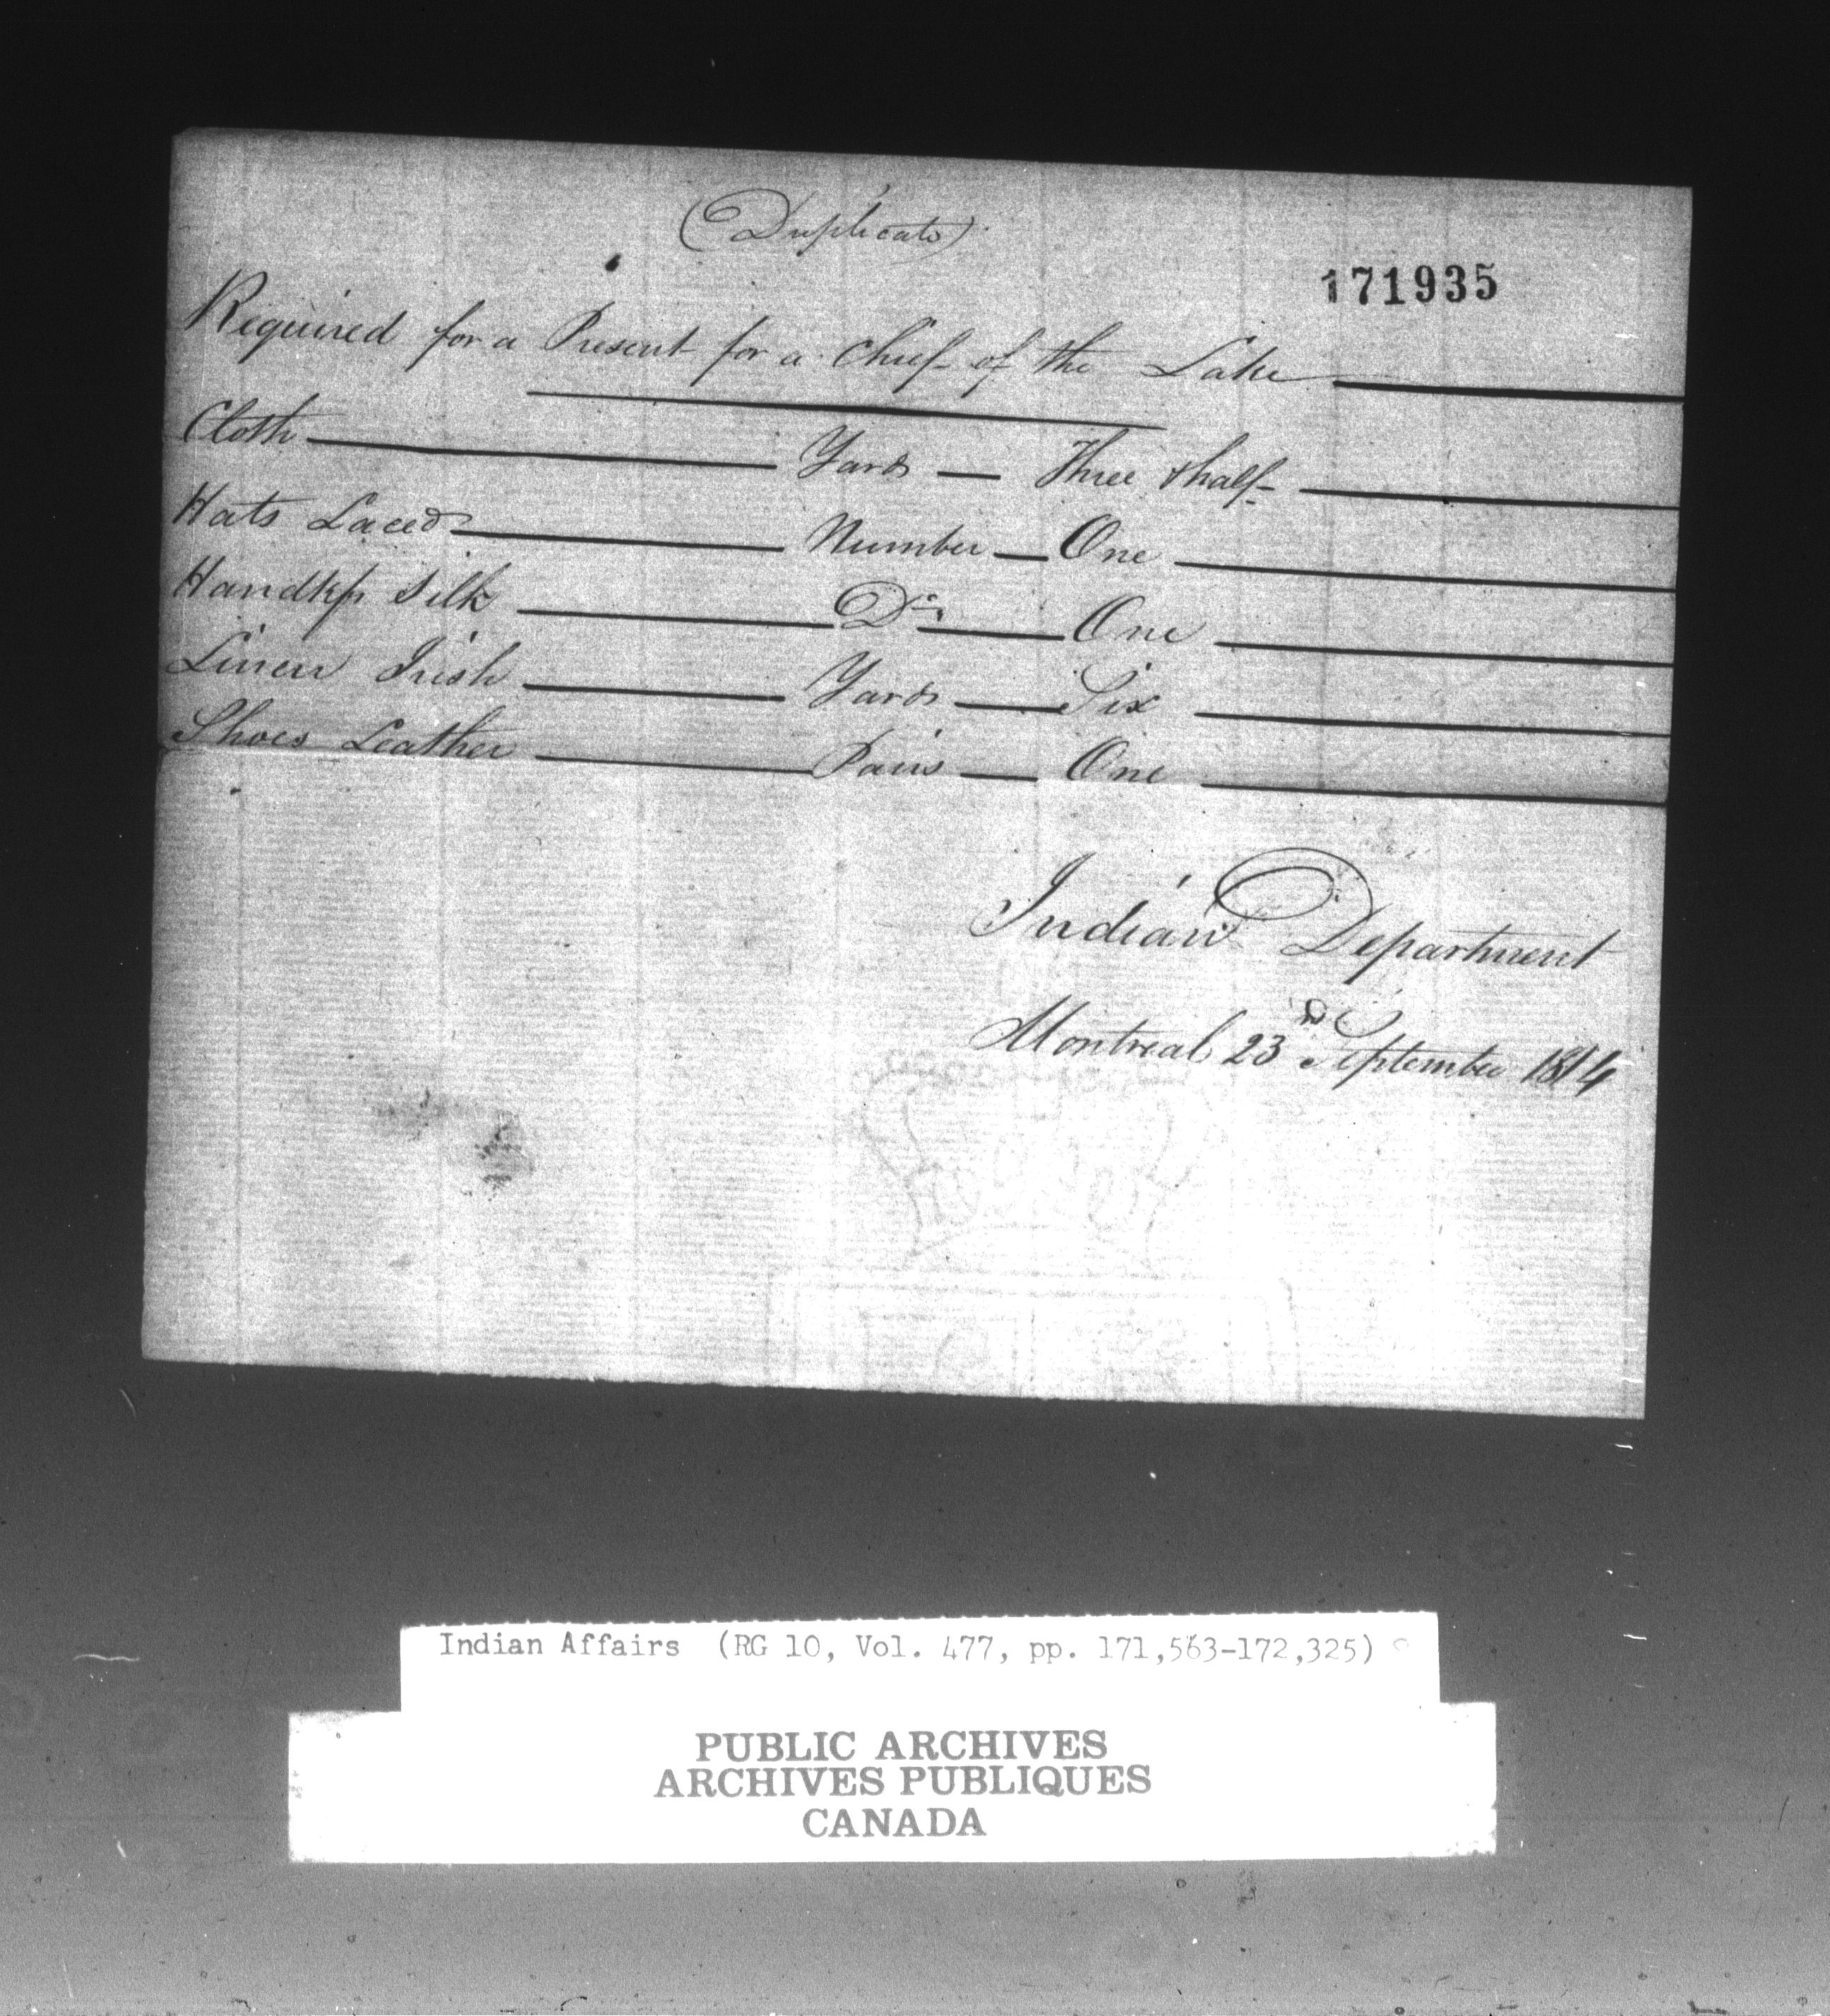 (Duplicate)
171935
Required for a Present for a Chief of the Lake
Cloth Yards Three & half
Hats Laced Number One
Handkfs Silk Do. One
Linen Irish Yards Six
Shoes Leather Pairs One
Indian Department
Montreal 23d September 1814
Indian Affairs (RG 10, Vol. 477, pp. 171,563-172,325)
PUBLIC ARCHIVES
ARCHIVES PUBLIQUES
CANADA